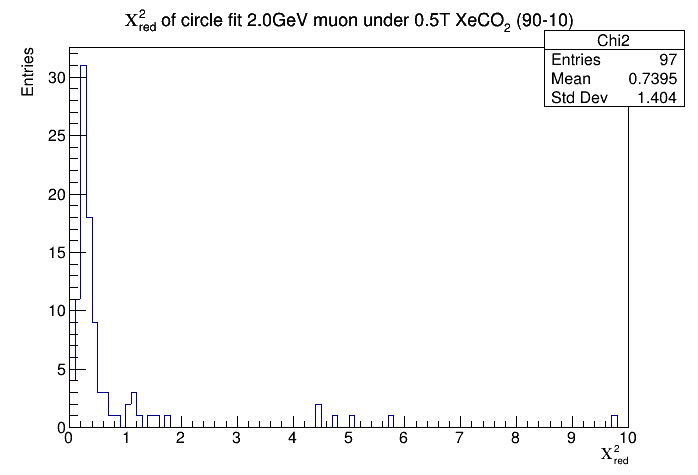 χ²red of circle fit 2.0GeV muon under 0.5T XeCO₂ (90-10)
Chi2
Entries 97
Mean 0.7395
Std Dev 1.404
Entries
30
25
20
15
10
5
0
0 1 2 3 4 5 6 7 8 9 10
χ²red